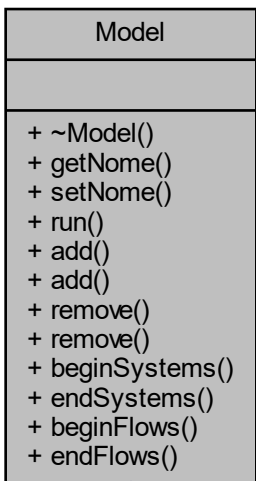 Model
+ ~Model()
+ getNome()
+ setNome()
+ run()
+ add()
+ add()
+ remove()
+ remove()
+ beginSystems()
+ endSystems()
+ beginFlows()
+ endFlows()